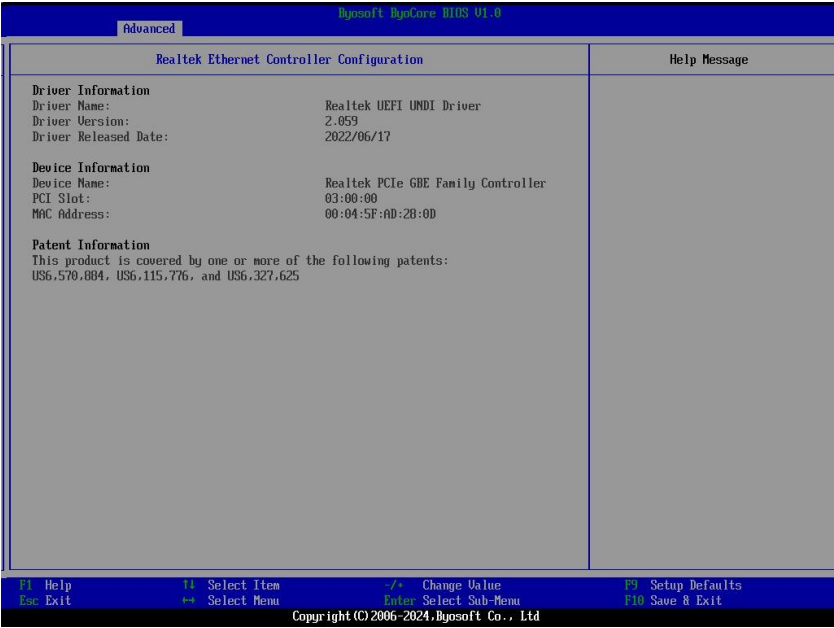 Byosoft ByoCore BIOS V1.0
Advanced
Realtek Ethernet Controller Configuration
Help Message
Driver Information
Driver Name: Realtek UEFI UNDI Driver
Driver Version: 2.059
Driver Released Date: 2022/06/17
Device Information
Device Name: Realtek PCIe GBE Family Controller
PCI Slot: 03:00:00
MAC Address: 00:04:5F:AD:28:0D
Patent Information
This product is covered by one or more of the following patents:
US6,570,884, US6,115,776, and US6,327,625
F1 Help ↑↓ Select Item -/+ Change Value F9 Setup Defaults
Esc Exit ←→ Select Menu Enter Select Sub-Menu F10 Save & Exit
Copyright(C)2006-2024,Byosoft Co., Ltd